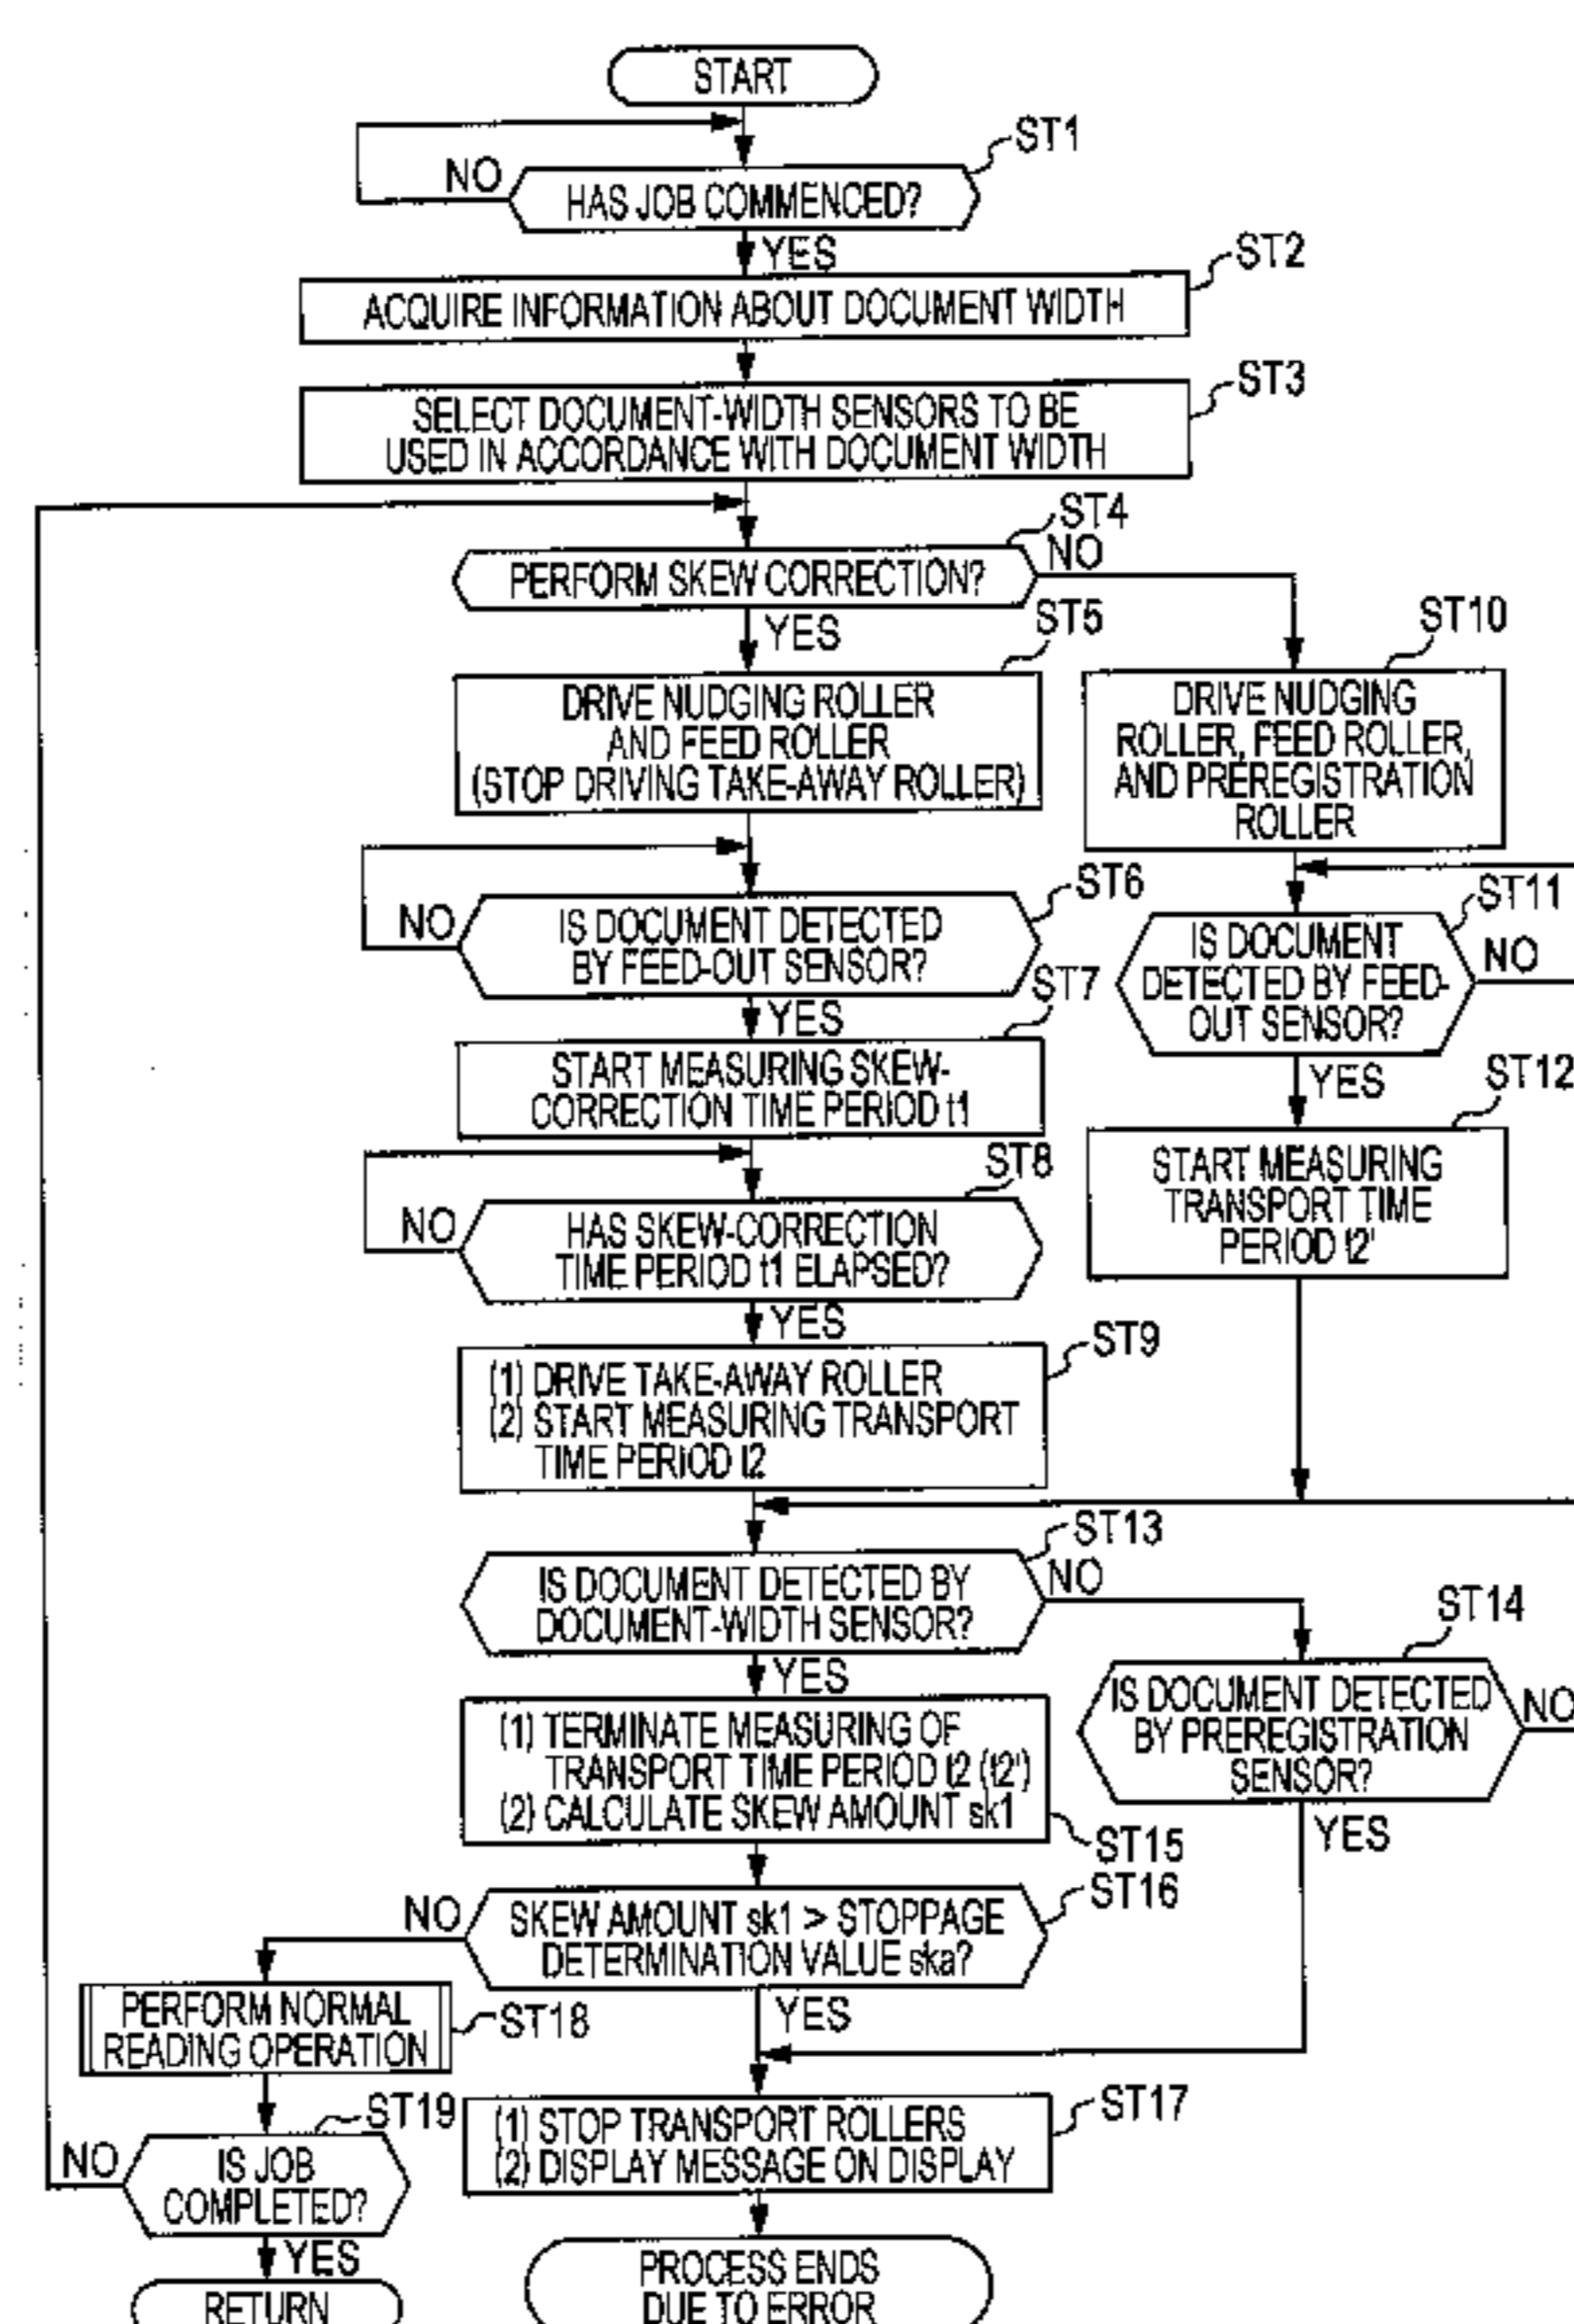 START
ST1
NO
HAS JOB COMMENCED?
YES
ST2
ACQUIRE INFORMATION ABOUT DOCUMENT WIDTH
ST3
SELECT DOCUMENT-WIDTH SENSORS TO BE
USED IN ACCORDANCE WITH DOCUMENT WIDTH
ST4
NO
PERFORM SKEW CORRECTION?
YES
ST5
DRIVE NUDGING ROLLER
AND FEED ROLLER
(STOP DRIVING TAKE-AWAY ROLLER)
ST10
DRIVE NUDGING
ROLLER, FEED ROLLER,
AND PREREGISTRATION
ROLLER
ST6
NO
IS DOCUMENT DETECTED
BY FEED-OUT SENSOR?
YES
ST11
IS DOCUMENT
DETECTED BY FEED-
OUT SENSOR?
NO
YES
ST7
START MEASURING SKEW-
CORRECTION TIME PERIOD t1
ST12
START MEASURING
TRANSPORT TIME
PERIOD t2'
ST8
NO
HAS SKEW-CORRECTION
TIME PERIOD t1 ELAPSED?
YES
ST9
(1) DRIVE TAKE-AWAY ROLLER
(2) START MEASURING TRANSPORT
TIME PERIOD t2
ST13
IS DOCUMENT DETECTED BY
DOCUMENT-WIDTH SENSOR?
NO
YES
ST14
IS DOCUMENT DETECTED
BY PREREGISTRATION
SENSOR?
NO
YES
(1) TERMINATE MEASURING OF
TRANSPORT TIME PERIOD t2 (t2')
(2) CALCULATE SKEW AMOUNT sk1
ST15
ST16
NO
SKEW AMOUNT sk1 > STOPPAGE
DETERMINATION VALUE ska?
YES
PERFORM NORMAL
READING OPERATION
ST18
ST17
(1) STOP TRANSPORT ROLLERS
(2) DISPLAY MESSAGE ON DISPLAY
ST19
NO
IS JOB
COMPLETED?
YES
RETURN
PROCESS ENDS
DUE TO ERROR